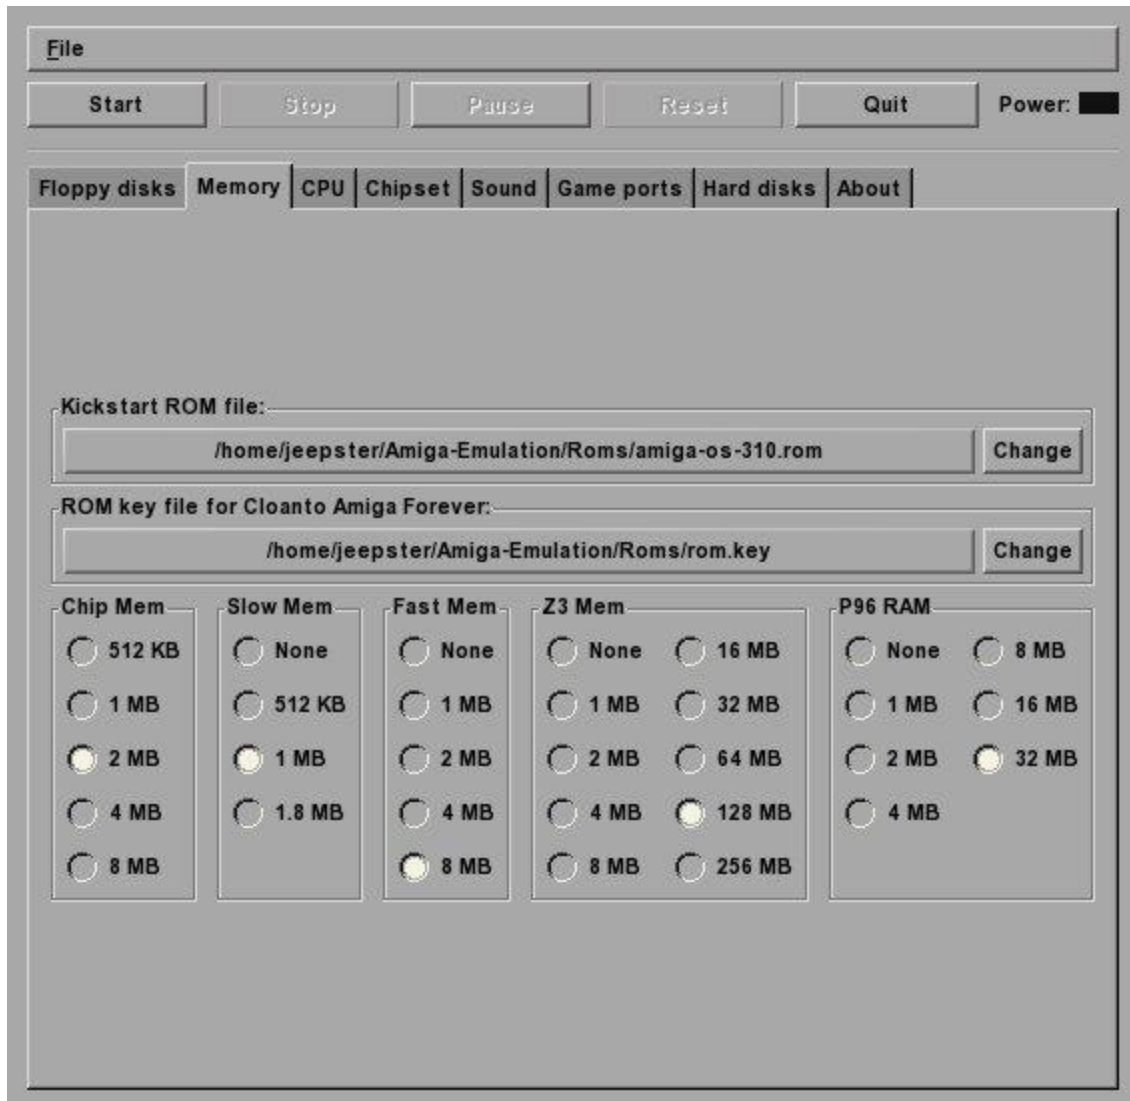 File
Start Stop Pause Reset Quit Power:
Floppy disks Memory CPU Chipset Sound Game ports Hard disks About
Kickstart ROM file:
/home/jeepster/Amiga-Emulation/Roms/amiga-os-310.rom Change
ROM key file for Cloanto Amiga Forever:
/home/jeepster/Amiga-Emulation/Roms/rom.key Change
Chip Mem Slow Mem Fast Mem Z3 Mem P96 RAM
512 KB None None None 16 MB None 8 MB
1 MB 512 KB 1 MB 1 MB 32 MB 1 MB 16 MB
2 MB 1 MB 2 MB 2 MB 64 MB 2 MB 32 MB
4 MB 1.8 MB 4 MB 4 MB 128 MB 4 MB
8 MB 8 MB 8 MB 256 MB